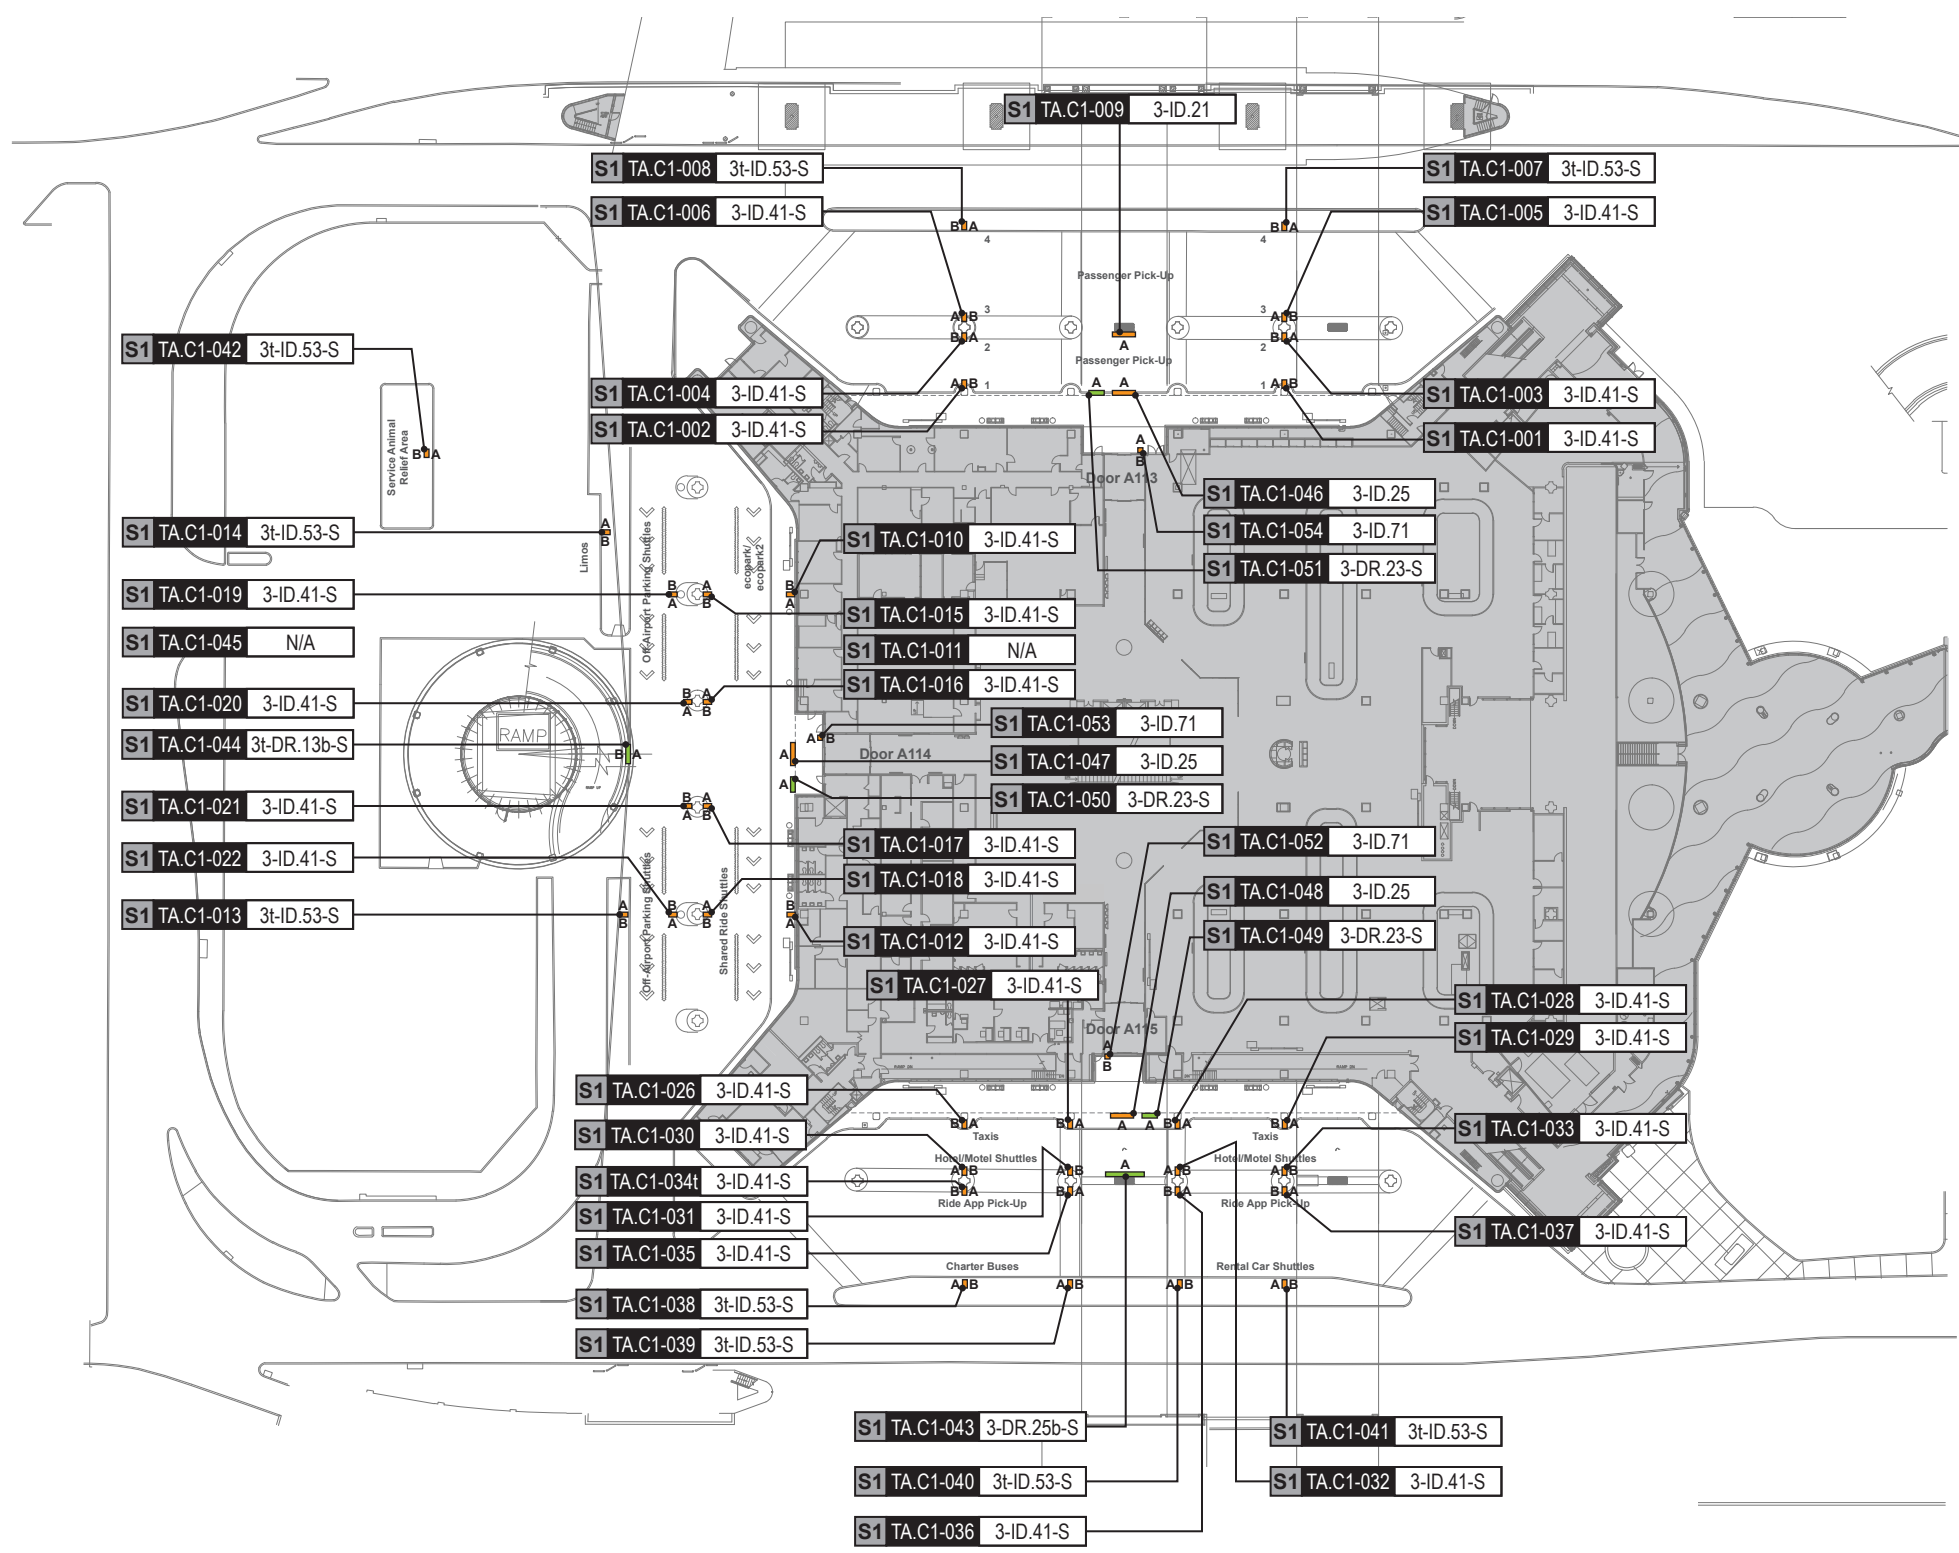 S1 TA.C1-009 3-ID.21
S1 TA.C1-008 3t-ID.53-S
S1 TA.C1-007 3t-ID.53-S
S1 TA.C1-006 3-ID.41-S
S1 TA.C1-005 3-ID.41-S
B A
B A
4
4
Passenger Pick-Up
3
3
A B
A B
B A
B A
A
2
2
S1 TA.C1-042 3t-ID.53-S
Passenger Pick-Up
S1 TA.C1-004 3-ID.41-S
S1 TA.C1-003 3-ID.41-S
A B
1
A
A
1
A B
S1 TA.C1-002 3-ID.41-S
S1 TA.C1-001 3-ID.41-S
Service Animal
Relief Area
B A
A
B
Door A113
S1 TA.C1-046 3-ID.25
S1 TA.C1-014 3t-ID.53-S
A
B
Limos
Off-Airport Parking Shuttles
ecopark/
ecopark2
S1 TA.C1-010 3-ID.41-S
S1 TA.C1-054 3-ID.71
S1 TA.C1-051 3-DR.23-S
S1 TA.C1-019 3-ID.41-S
B
A
A
B
B
A
S1 TA.C1-015 3-ID.41-S
S1 TA.C1-045 N/A
S1 TA.C1-011 N/A
S1 TA.C1-020 3-ID.41-S
B
A
A
B
S1 TA.C1-016 3-ID.41-S
S1 TA.C1-044 3t-DR.13b-S
RAMP
B A
A B
S1 TA.C1-053 3-ID.71
A
Door A114
S1 TA.C1-047 3-ID.25
A
S1 TA.C1-050 3-DR.23-S
S1 TA.C1-021 3-ID.41-S
B
A
A
B
S1 TA.C1-017 3-ID.41-S
S1 TA.C1-052 3-ID.71
S1 TA.C1-022 3-ID.41-S
S1 TA.C1-018 3-ID.41-S
S1 TA.C1-048 3-ID.25
S1 TA.C1-013 3t-ID.53-S
A
B
B
A
A
B
B
A
Off-Airport Parking Shuttles
Shared Ride Shuttles
S1 TA.C1-012 3-ID.41-S
S1 TA.C1-049 3-DR.23-S
S1 TA.C1-027 3-ID.41-S
S1 TA.C1-028 3-ID.41-S
Door A115
S1 TA.C1-029 3-ID.41-S
A
B
S1 TA.C1-026 3-ID.41-S
B A
B A
A
A
B A
B A
S1 TA.C1-030 3-ID.41-S
Taxis
Taxis
S1 TA.C1-033 3-ID.41-S
Hotel/Motel Shuttles
Hotel/Motel Shuttles
A B
A B
A
A B
A B
S1 TA.C1-034t 3-ID.41-S
B A
B A
B A
B A
Ride App Pick-Up
Ride App Pick-Up
S1 TA.C1-031 3-ID.41-S
S1 TA.C1-037 3-ID.41-S
S1 TA.C1-035 3-ID.41-S
Charter Buses
Rental Car Shuttles
A B
A B
A B
A B
S1 TA.C1-038 3t-ID.53-S
S1 TA.C1-039 3t-ID.53-S
S1 TA.C1-043 3-DR.25b-S
S1 TA.C1-041 3t-ID.53-S
S1 TA.C1-040 3t-ID.53-S
S1 TA.C1-032 3-ID.41-S
S1 TA.C1-036 3-ID.41-S